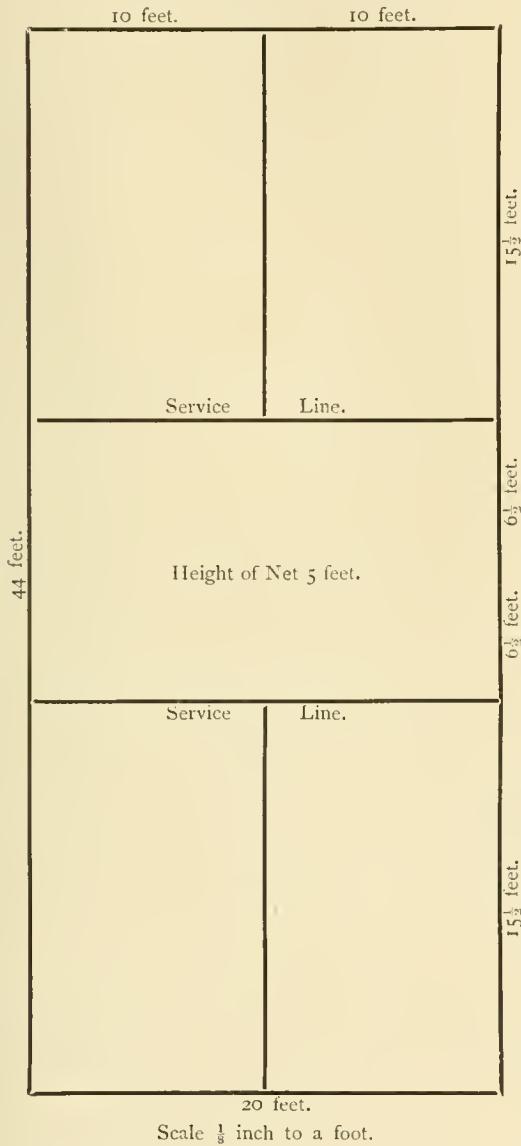 10 feet. 10 feet.
15½ feet.
Service Line.
6½ feet.
44 feet.
Height of Net 5 feet.
6½ feet.
Service Line.
15½ feet.
20 feet.
Scale ⅛ inch to a foot.